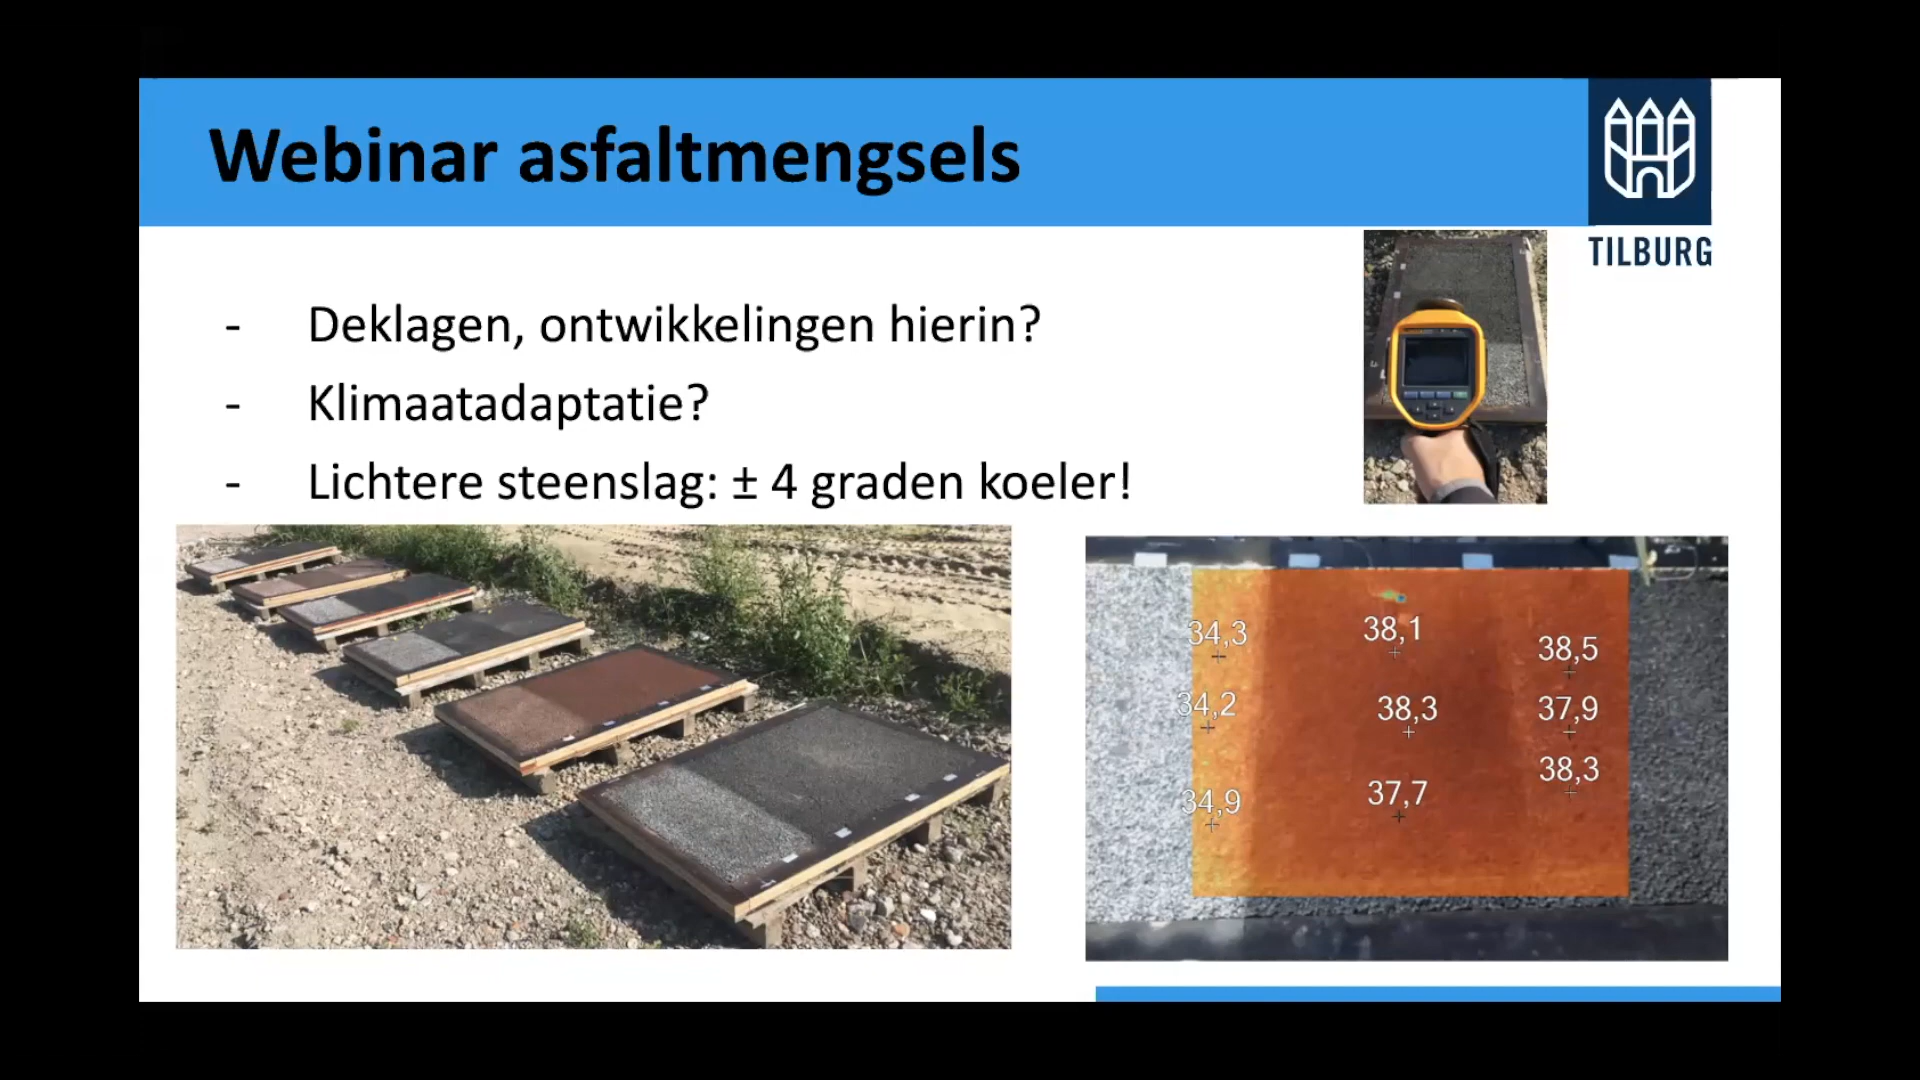 Webinar asfaltmengsels
TILBURG
- Deklagen, ontwikkelingen hierin?
- Klimaatadaptatie?
- Lichtere steenslag: ± 4 graden koeler!
34,3
38,1
38,5
34,2
38,3
37,9
34,9
37,7
38,3